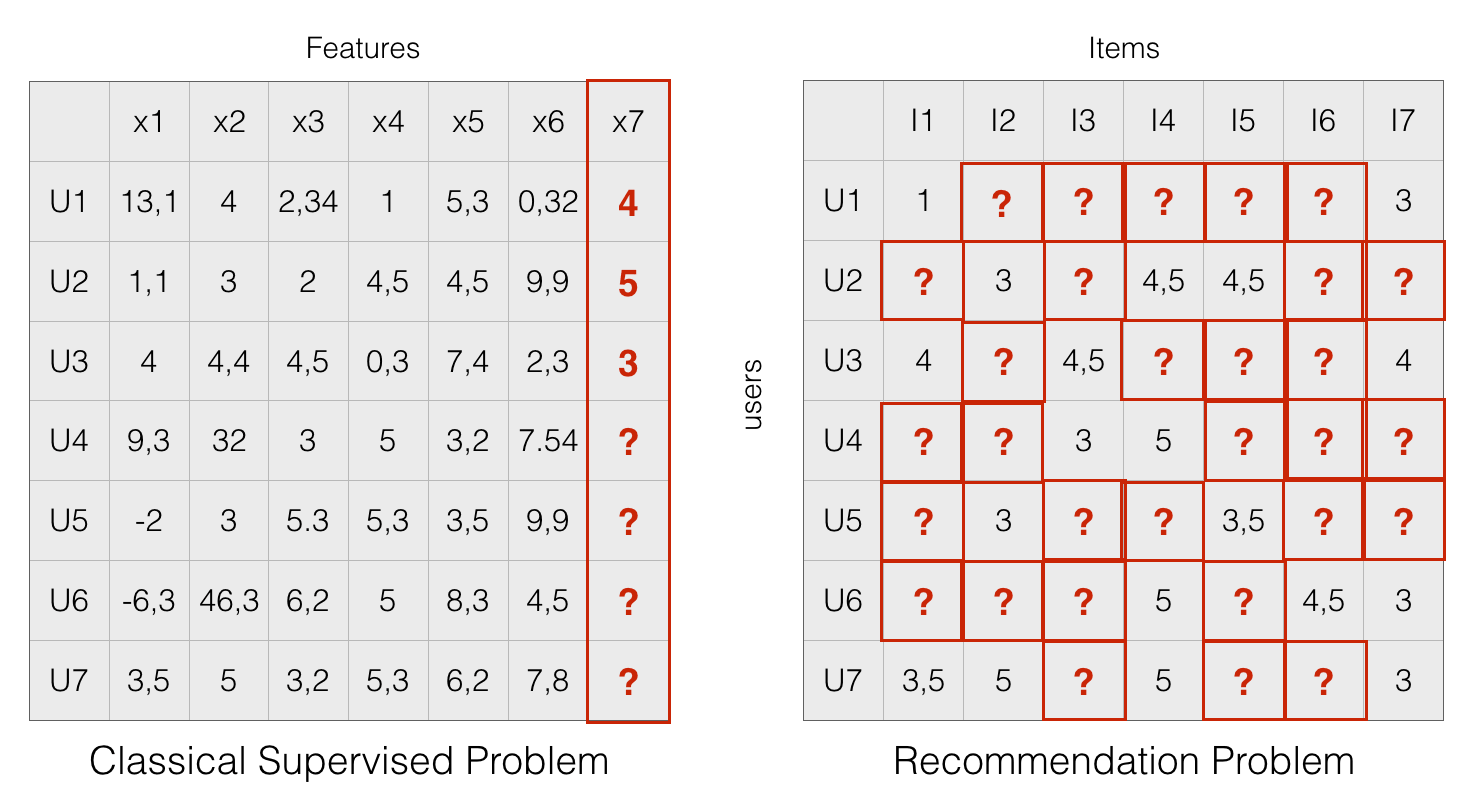 Features
x1 x2 x3 x4 x5 x6 x7
U1 13,1 4 2,34 1 5,3 0,32 4
U2 1,1 3 2 4,5 4,5 9,9 5
U3 4 4,4 4,5 0,3 7,4 2,3 3
U4 9,3 32 3 5 3,2 7.54 ?
U5 -2 3 5.3 5,3 3,5 9,9 ?
U6 -6,3 46,3 6,2 5 8,3 4,5 ?
U7 3,5 5 3,2 5,3 6,2 7,8 ?
Classical Supervised Problem
Items
users
I1 I2 I3 I4 I5 I6 I7
U1 1 ? ? ? ? ? 3
U2 ? 3 ? 4,5 4,5 ? ?
U3 4 ? 4,5 ? ? ? 4
U4 ? ? 3 5 ? ? ?
U5 ? 3 ? ? 3,5 ? ?
U6 ? ? ? 5 ? 4,5 3
U7 3,5 5 ? 5 ? ? 3
Recommendation Problem